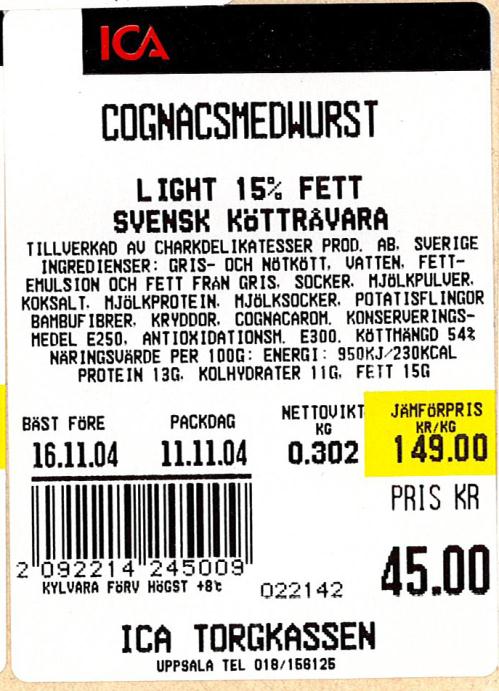 ICA
COGNACSMEDWURST
LIGHT 15% FETT
SVENSK KÖTTRÅVARA
TILLVERKAD AV CHARKDELIKATESSER PROD. AB, SVERIGE
INGREDIENSER: GRIS- OCH NÖTKÖTT, VATTEN, FETT-
EMULSION OCH FETT FRÅN GRIS, SOCKER, MJÖLKPULVER,
KOKSALT, MJÖLKPROTEIN, MJÖLKSOCKER, POTATISFLINGOR
BAMBUFIBRER, KRYDDOR, COGNACAROM, KONSERVERINGS-
MEDEL E250, ANTIOXIDATIONSM. E300. KÖTTMÄNGD 54%
NÄRINGSVÄRDE PER 100G: ENERGI: 950KJ/230KCAL
PROTEIN 13G, KOLHYDRATER 11G, FETT 15G
BÄST FÖRE PACKDAG NETTOVIKT KG JÄMFÖRPRIS KR/KG
16.11.04 11.11.04 0.302 149.00
PRIS KR
45.00
2 092214 245009
KYLVARA FÖRV HÖGST +8℃ 022142
ICA TORGKASSEN
UPPSALA TEL 018/156125